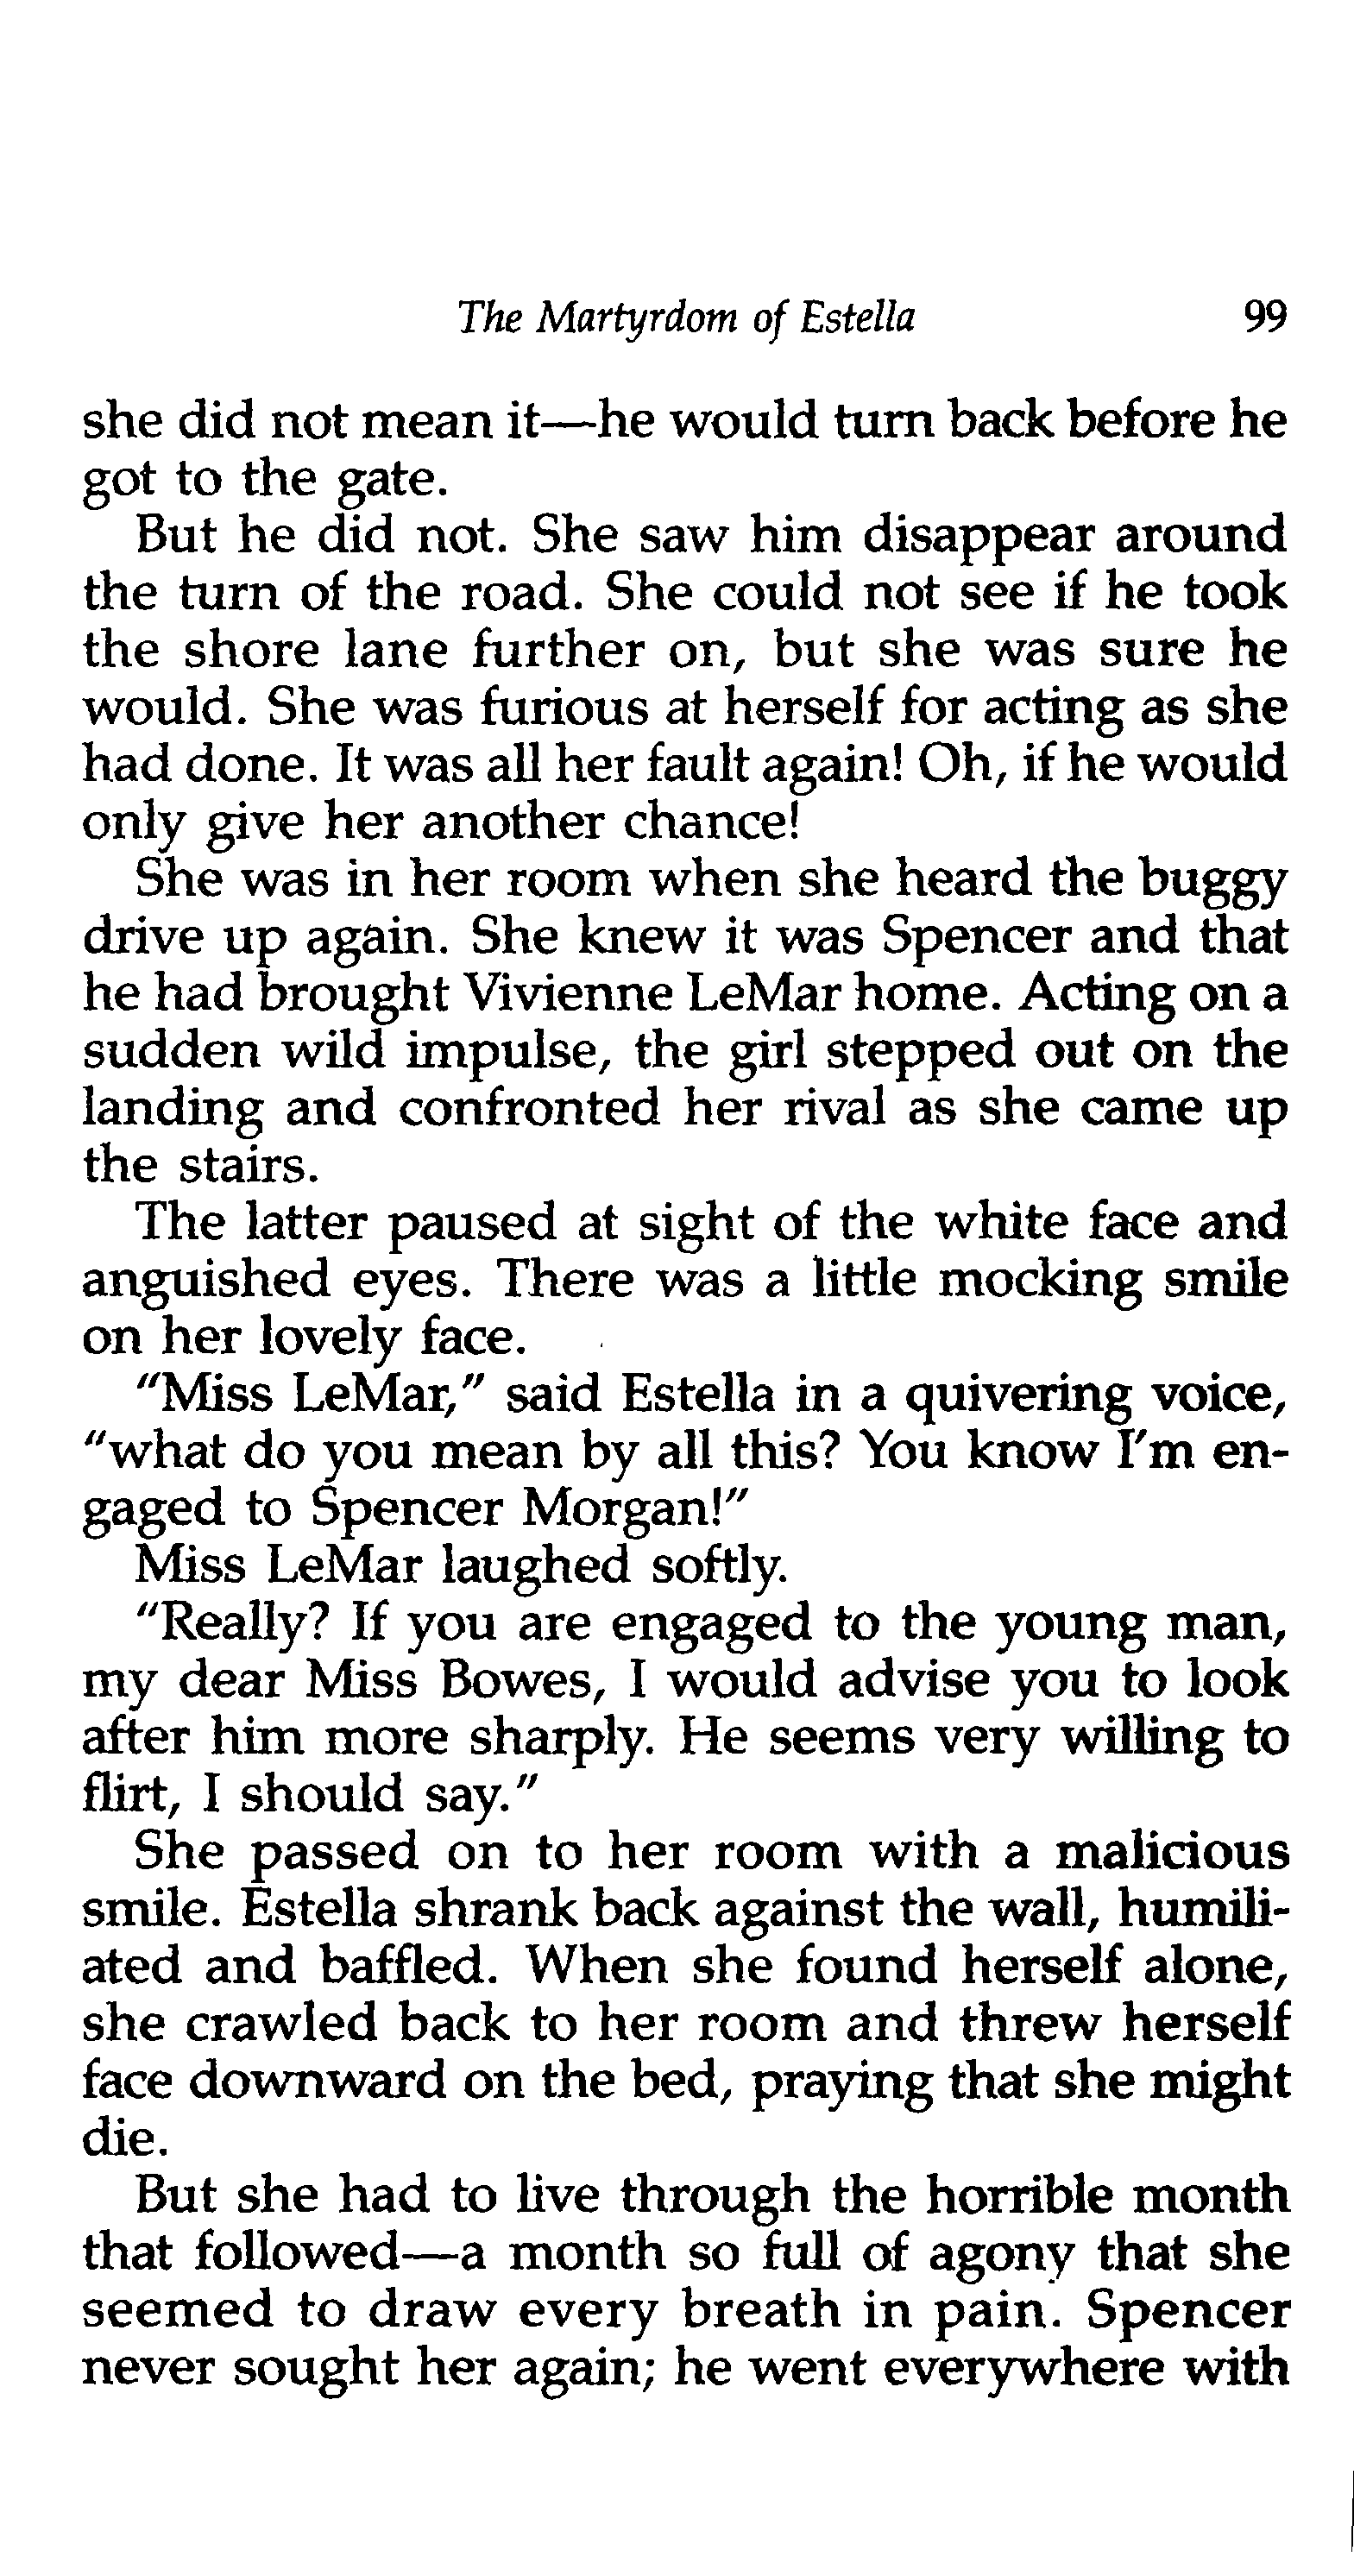 The Martyrdom of Estella 99
she did not mean it—he would turn back before he
got to the gate.
But he did not. She saw him disappear around
the turn of the road. She could not see if he took
the shore lane further on, but she was sure he
would. She was furious at herself for acting as she
had done. It was all her fault again! Oh, if he would
only give her another chance!
She was in her room when she heard the buggy
drive up again. She knew it was Spencer and that
he had brought Vivienne LeMar home. Acting on a
sudden wild impulse, the girl stepped out on the
landing and confronted her rival as she came up
the stairs.
The latter paused at sight of the white face and
anguished eyes. There was a little mocking smile
on her lovely face.
"Miss LeMar," said Estella in a quivering voice,
"what do you mean by all this? You know I'm en-
gaged to Spencer Morgan!"
Miss LeMar laughed softly.
"Really? If you are engaged to the young man,
my dear Miss Bowes, I would advise you to look
after him more sharply. He seems very willing to
flirt, I should say."
She passed on to her room with a malicious
smile. Estella shrank back against the wall, humili-
ated and baffled. When she found herself alone,
she crawled back to her room and threw herself
face downward on the bed, praying that she might
die.
But she had to live through the horrible month
that followed—a month so full of agony that she
seemed to draw every breath in pain. Spencer
never sought her again; he went everywhere with